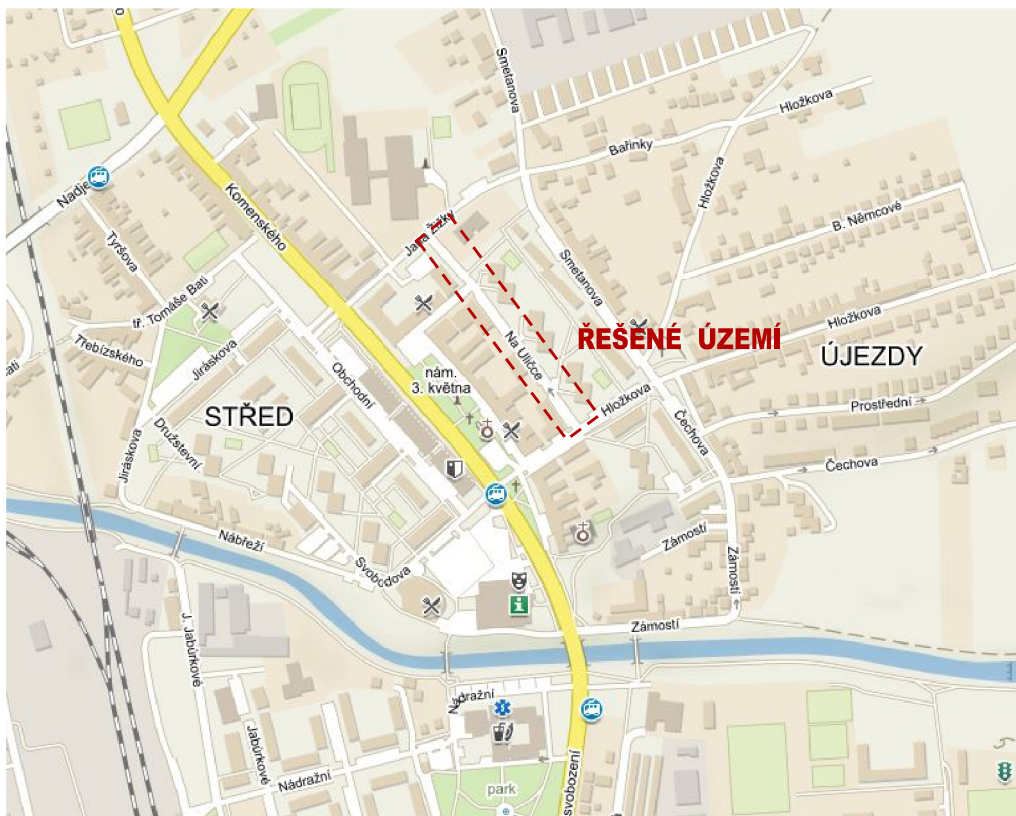 Smetanova
Hložkova
Bařinky
Hložkova
Komenského
Jana Žižky
B. Němcové
Tyršova
Smetanova
tř. Tomáše Bati
Třebízského
Jiráskova
Na Uličce
ŘEŠENÉ ÚZEMÍ
Hložkova
ÚJEZDY
nám.
3. května
Obchodní
Hložkova
Prostřední
STŘED
Družstevní
Čechova
Jiráskova
Čechova
Nábřeží
Svobodova
Zámostí
Zámostí
Zámostí
J. Jabůrkové
Nádražní
Jabůrkové
Nádražní
park
svobození